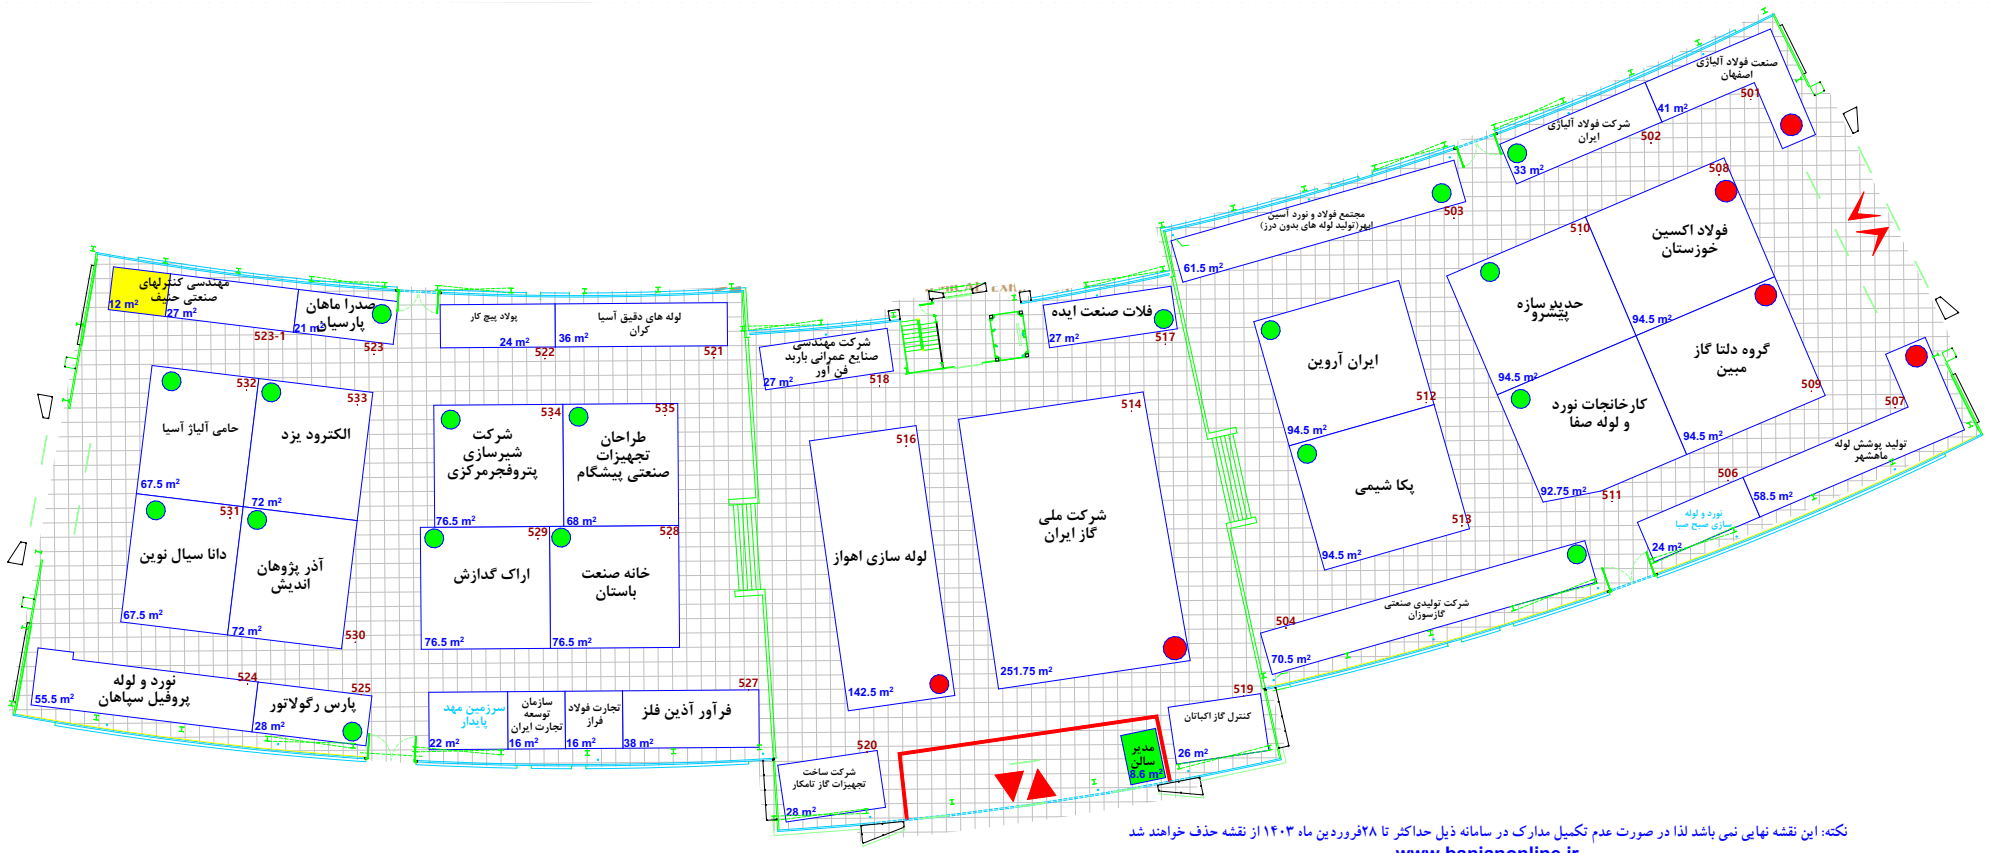 صنعت فولاد آلیاژی
اصفهان
501
41 m²
شرکت فولاد آلیاژی
ایران
502
33 m²
مجتمع فولاد و نورد آسین
ابهر(تولید لوله های بدون درز)
503
61.5 m²
508
فولاد اکسین
خوزستان
94.5 m²
510
حدیدسازه
پیشرو
94.5 m²
گروه دلتا گاز
مبین
509
94.5 m²
کارخانجات نورد
و لوله صفا
92.75 m²
511
507
تولید پوشش لوله
ماهشهر
58.5 m²
506
نورد و لوله
سازی صبح صبا
24 m²
ایران آروین
512
94.5 m²
پکا شیمی
513
94.5 m²
شرکت تولیدی صنعتی
گازسوزان
504
70.5 m²
فلات صنعت ایده
27 m²
517
شرکت مهندسی
صنایع عمرانی باربد
فن آور
27 m²
518
514
شرکت ملی
گاز ایران
251.75 m²
516
لوله سازی اهواز
142.5 m²
519
کنترل گاز اکباتان
26 m²
مدیر
سالن
8.6 m²
520
شرکت ساخت
تجهیزات گاز نامکار
28 m²
لوله های دقیق آسیا
کران
36 m²
521
پولاد پیچ کار
24 m²
522
صدرا ماهان
پارسیان
21 m²
523
مهندسی کنترلهای
صنعتی حنیف
12 m²
27 m²
523-1
532
حامی آلیاژ آسیا
67.5 m²
533
الکترود یزد
72 m²
531
دانا سیال نوین
67.5 m²
آذر پژوهان
اندیش
72 m²
530
534
شرکت
شیرسازی
پتروفجرمرکزی
76.5 m²
535
طراحان
تجهیزات
صنعتی پیشگام
68 m²
529
اراک گدازش
76.5 m²
528
خانه صنعت
باستان
76.5 m²
524
نورد و لوله
پروفیل سپاهان
55.5 m²
525
پارس رگولاتور
28 m²
سرزمین مهد
پایدار
22 m²
سازمان
توسعه
تجارت ایران
16 m²
تجارت فولاد
فراز
16 m²
527
فرآور آذین فلز
38 m²
نکته: این نقشه نهایی نمی باشد لذا در صورت عدم تکمیل مدارک در سامانه ذیل حداکثر تا ۲۸فروردین ماه ۱۴۰۳ از نقشه حذف خواهند شد